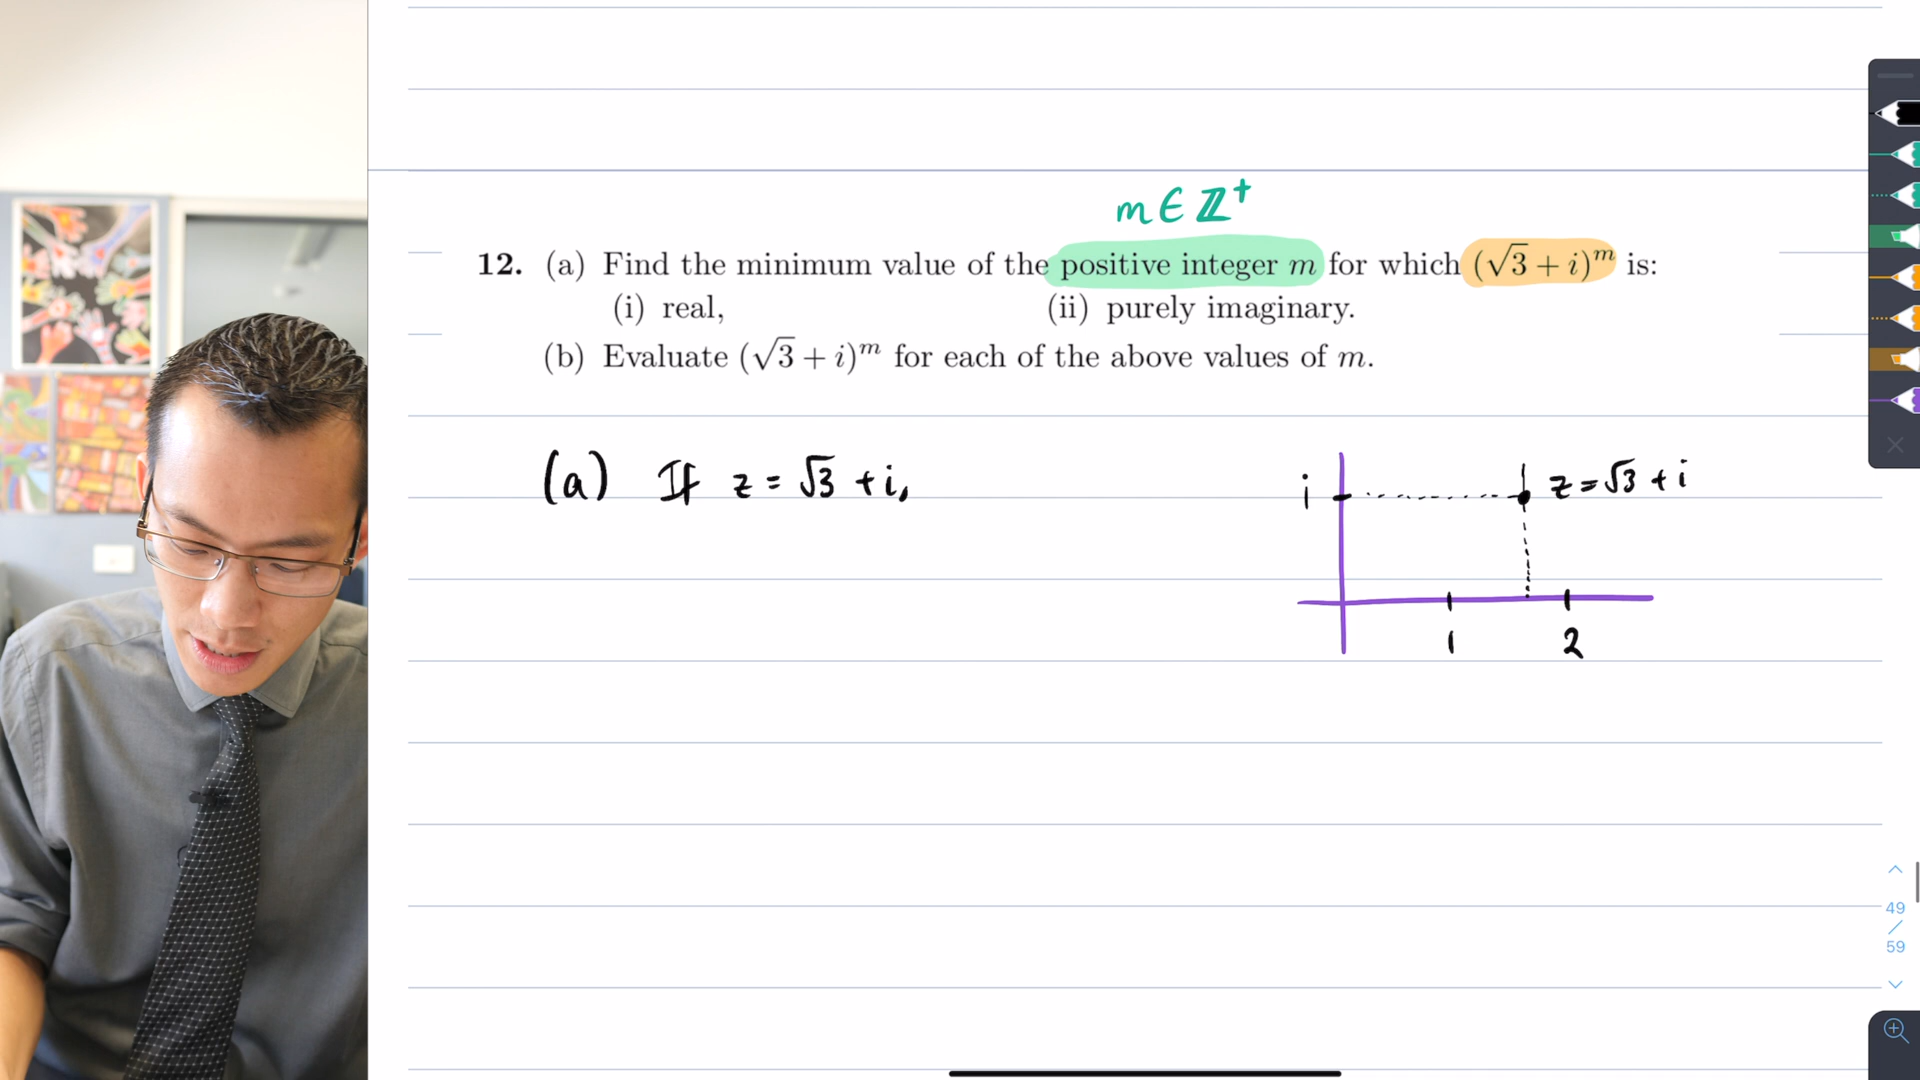 m ∈ ℤ⁺
12. (a) Find the minimum value of the positive integer m for which (√3 + i)ᵐ is:
(i) real, (ii) purely imaginary.
(b) Evaluate (√3 + i)ᵐ for each of the above values of m.
(a) If z = √3 + i,
i
z = √3 + i
1 2
49
/
59